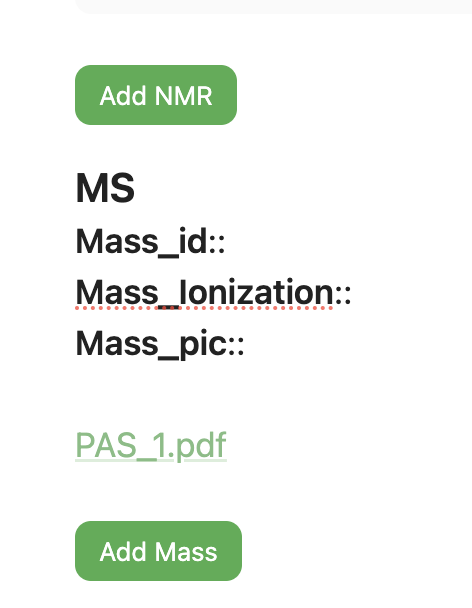 Add NMR
MS
Mass_id::
Mass_Ionization::
Mass_pic::
PAS_1.pdf
Add Mass